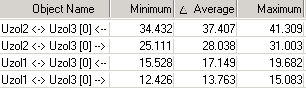 Object Name Minimum △ Average Maximum
Uzol2 <-> Uzol3 [0] <-- 34.432 37.407 41.309
Uzol2 <-> Uzol3 [0] --> 25.111 28.038 31.003
Uzol1 <-> Uzol3 [0] <-- 15.528 17.149 19.682
Uzol1 <-> Uzol3 [0] --> 12.426 13.763 15.083